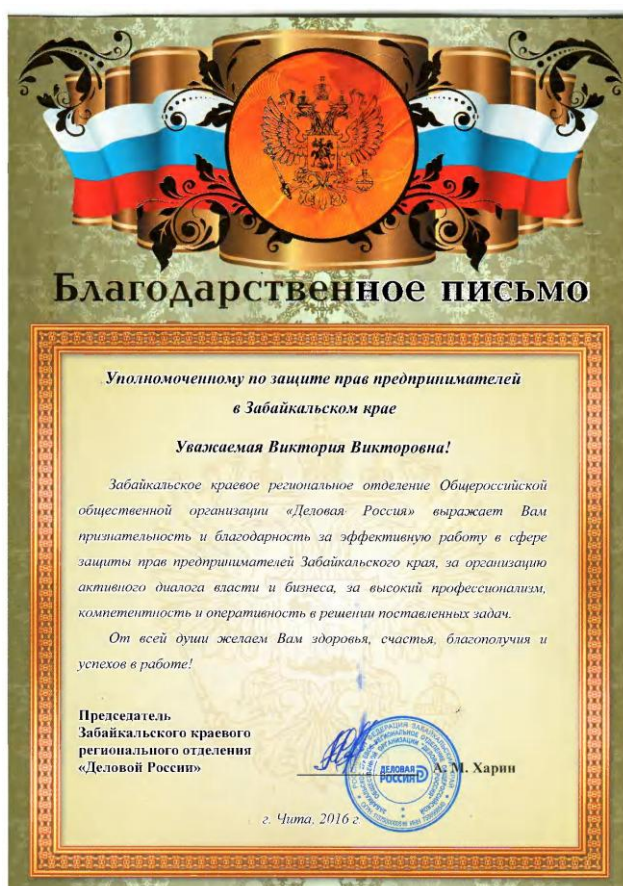 Благодарственное письмо
Уполномоченному по защите прав предпринимателей
в Забайкальском крае
Уважаемая Виктория Викторовна!
Забайкальское краевое региональное отделение Общероссийской
общественной организации «Деловая Россия» выражает Вам
признательность и благодарность за эффективную работу в сфере
защиты прав предпринимателей Забайкальского края, за организацию
активного диалога власти и бизнеса, за высокий профессионализм,
компетентность и оперативность в решении поставленных задач.
От всей души желаем Вам здоровья, счастья, благополучия и
успехов в работе!
Председатель
Забайкальского краевого
регионального отделения
«Деловой России»
А. М. Харин
ДЕЛОВАЯ
РОССИЯ
г. Чита, 2016 г.